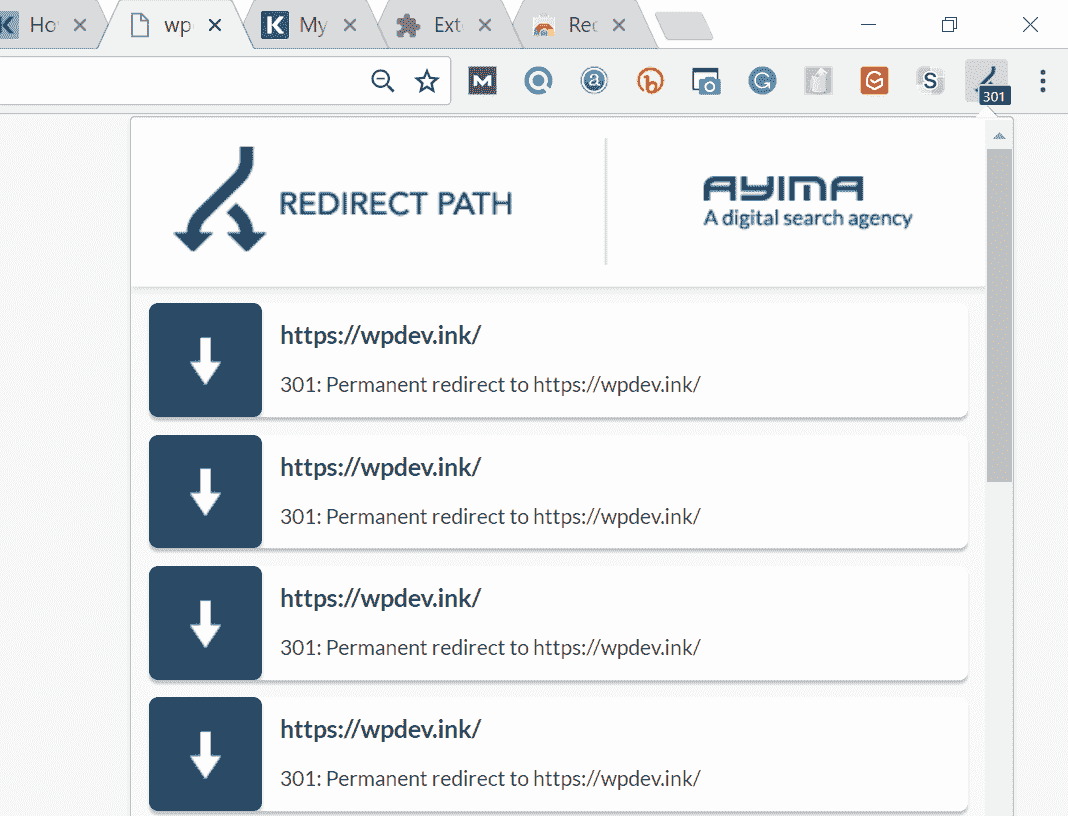 Ho
wp
My
Ext
Rec
301
REDIRECT PATH
AYIMA
A digital search agency
https://wpdev.ink/
301: Permanent redirect to https://wpdev.ink/
https://wpdev.ink/
301: Permanent redirect to https://wpdev.ink/
https://wpdev.ink/
301: Permanent redirect to https://wpdev.ink/
https://wpdev.ink/
301: Permanent redirect to https://wpdev.ink/